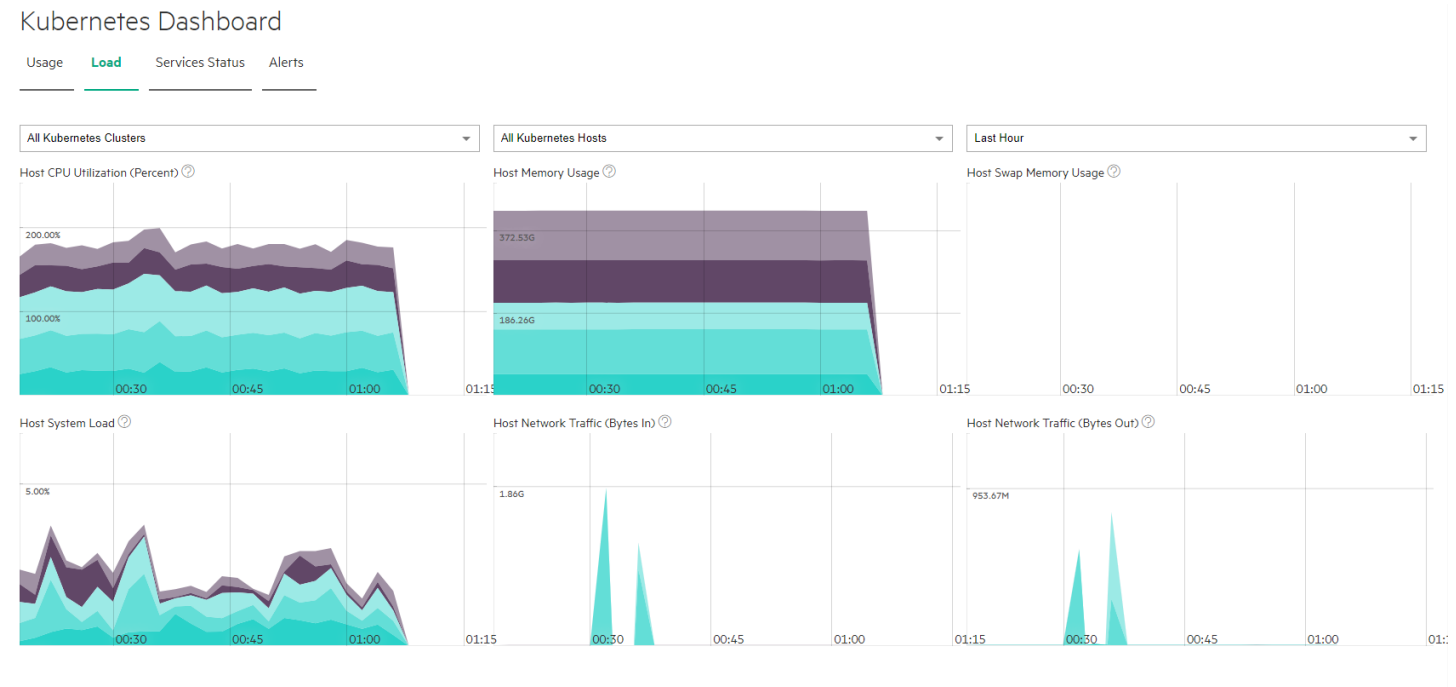 Kubernetes Dashboard
Usage Load Services Status Alerts
All Kubernetes Clusters All Kubernetes Hosts Last Hour
Host CPU Utilization (Percent) Host Memory Usage Host Swap Memory Usage
200.00% 372.53G
100.00% 186.26G
00:30 00:45 01:00 01:15 00:30 00:45 01:00 01:15 00:30 00:45 01:00 01:15
Host System Load Host Network Traffic (Bytes In) Host Network Traffic (Bytes Out)
5.00% 1.86G 953.67M
00:30 00:45 01:00 01:15 00:30 00:45 01:00 01:15 00:30 00:45 01:00